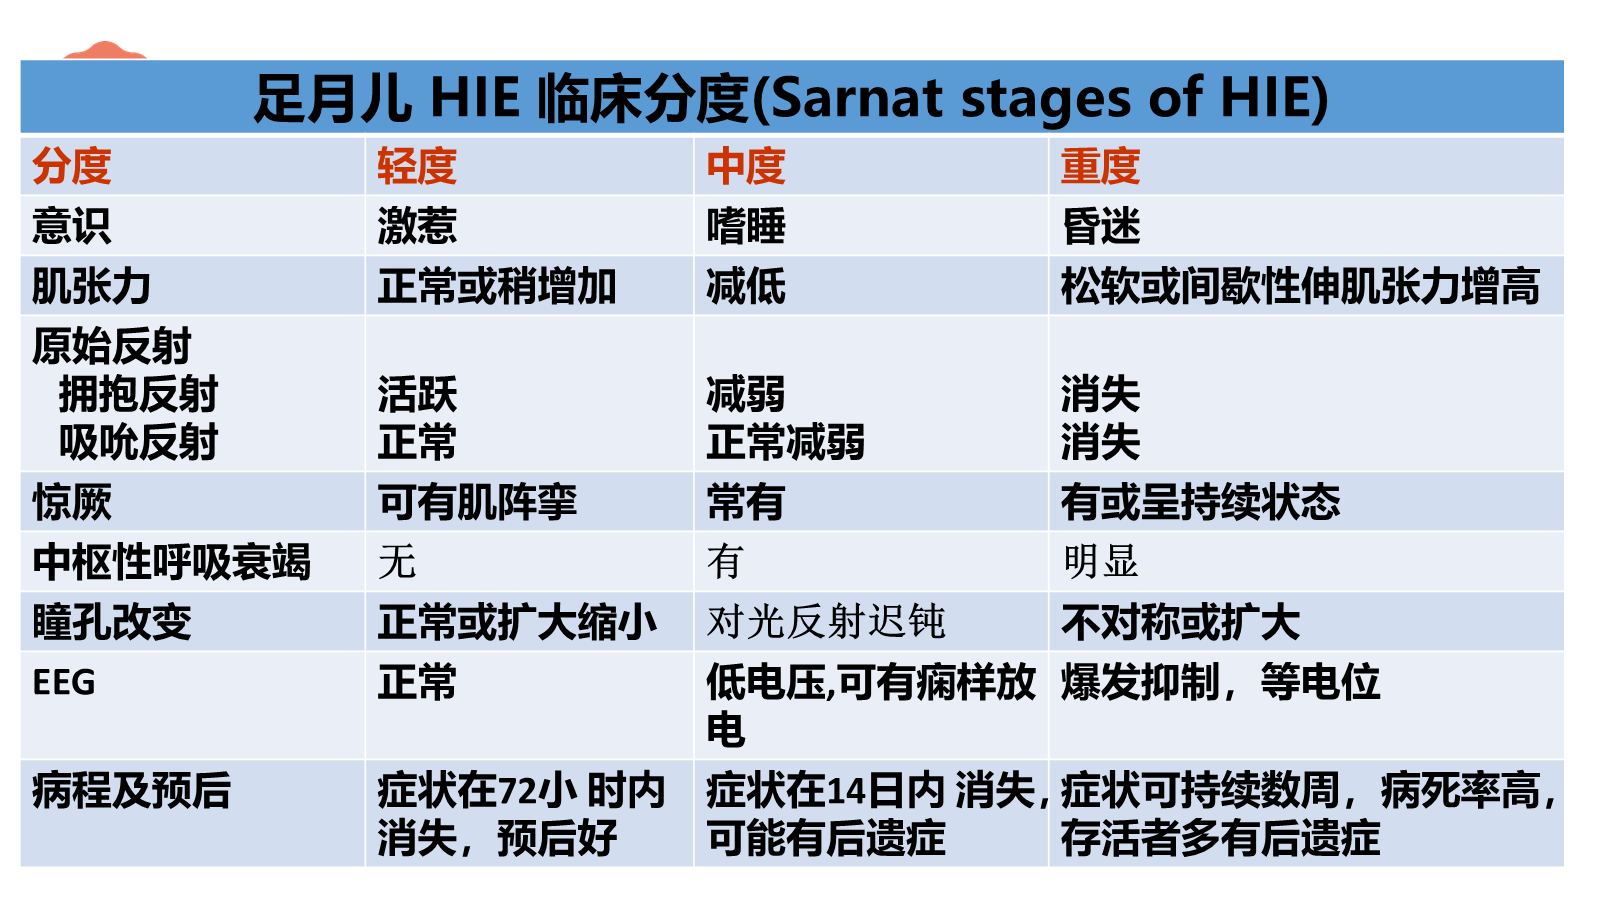 足月儿 HIE 临床分度(Sarnat stages of HIE)
分度 轻度 中度 重度
意识 激惹 嗜睡 昏迷
肌张力 正常或稍增加 减低 松软或间歇性伸肌张力增高
原始反射
拥抱反射 活跃 减弱 消失
吸吮反射 正常 正常减弱 消失
惊厥 可有肌阵挛 常有 有或呈持续状态
中枢性呼吸衰竭 无 有 明显
瞳孔改变 正常或扩大缩小 对光反射迟钝 不对称或扩大
EEG 正常 低电压,可有痫样放 爆发抑制，等电位
电
病程及预后 症状在72小 时内 症状在14日内 消失， 症状可持续数周，病死率高，
消失，预后好 可能有后遗症 存活者多有后遗症